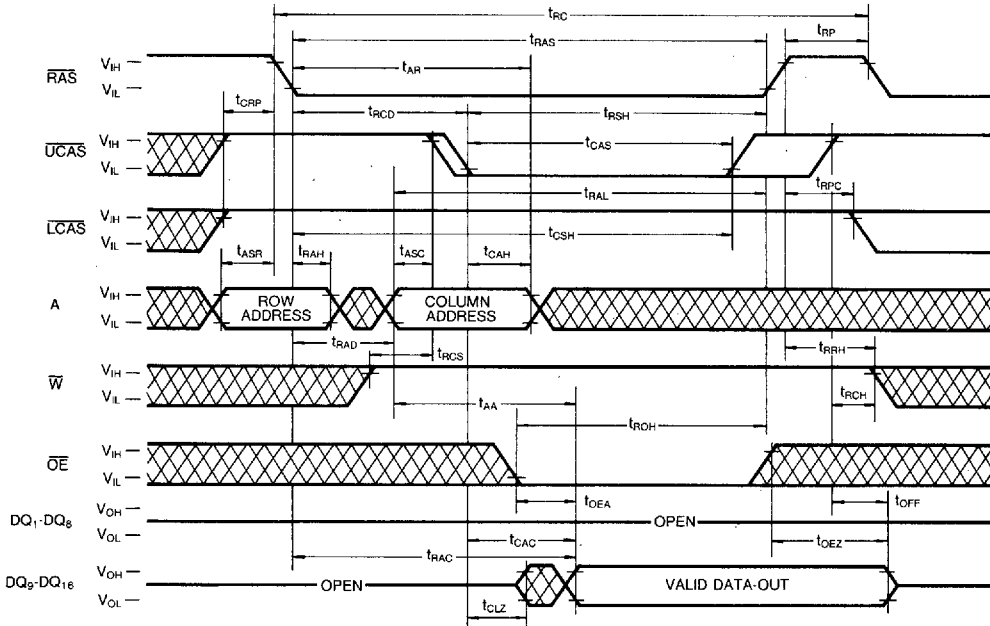 tRC
tRP
tRAS
tAR
RAS
VIH
VIL
tCRP
tRCD
tRSH
UCAS
VIH
VIL
tCAS
tRAL
tRPC
LCAS
VIH
VIL
tCSH
tASR
tRAH
tASC
tCAH
A
VIH
VIL
ROW
ADDRESS
COLUMN
ADDRESS
tRAD
tRCS
tRRH
W
VIH
VIL
tAA
tRCH
tROH
OE
VIH
VIL
tOEA
tOFF
DQ1-DQ8
VOH
VOL
OPEN
tCAC
tOEZ
tRAC
DQ9-DQ16
VOH
VOL
OPEN
VALID DATA-OUT
tCLZ